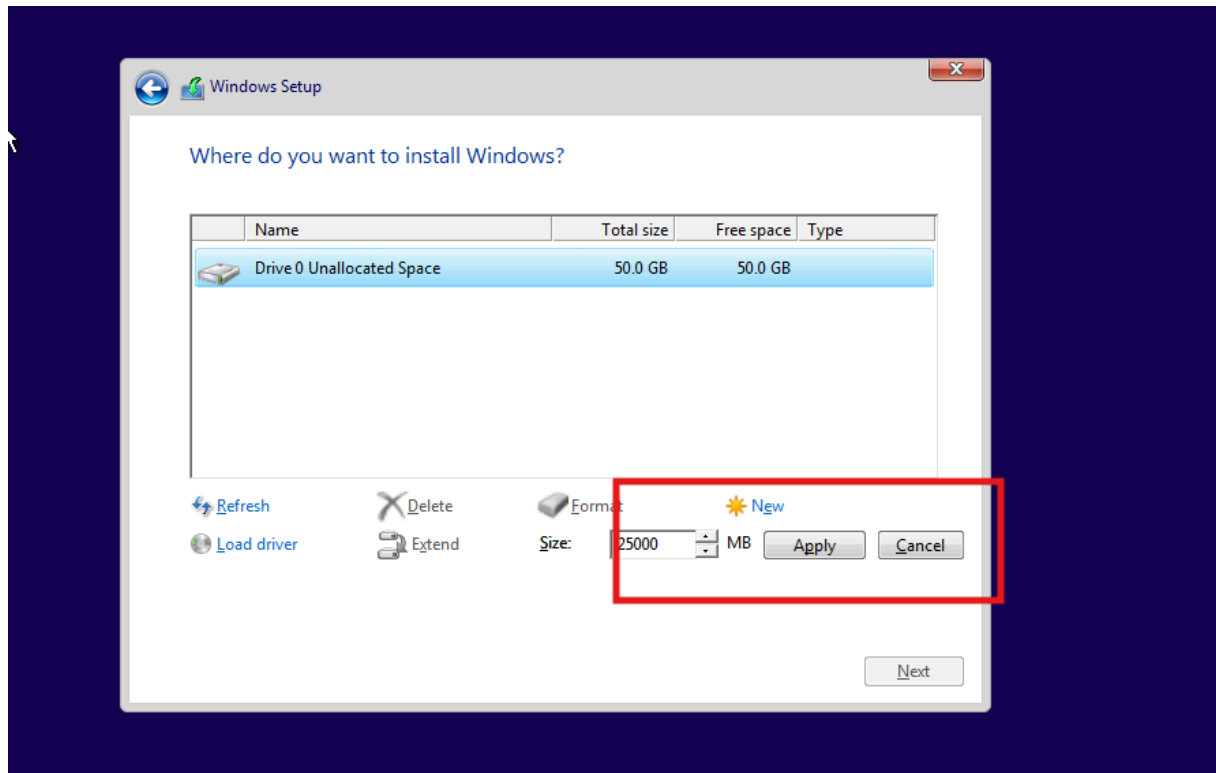 Windows Setup
Where do you want to install Windows?
Name Total size Free space Type
Drive 0 Unallocated Space 50.0 GB 50.0 GB
Refresh Delete Format New
Load driver Extend Size: 25000 MB Apply Cancel
Next